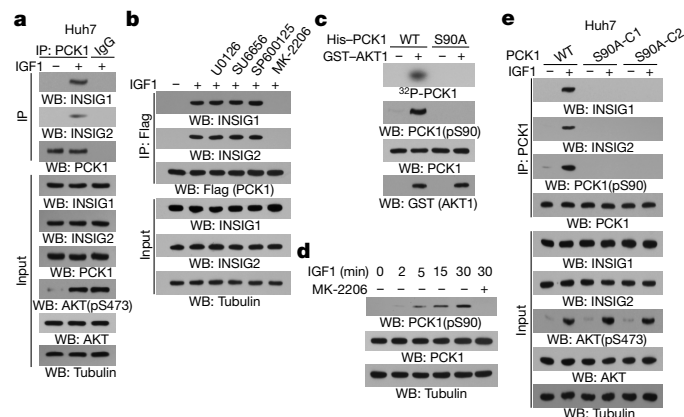 a
Huh7
IP: PCK1 IgG
IGF1 – + +
IP
WB: INSIG1
WB: INSIG2
WB: PCK1
Input
WB: INSIG1
WB: INSIG2
WB: PCK1
WB: AKT(pS473)
WB: AKT
WB: Tubulin
b
U0126
SU6656
SP600125
MK-2206
IGF1 – + + + + +
IP: Flag
WB: INSIG1
WB: INSIG2
WB: Flag (PCK1)
Input
WB: INSIG1
WB: INSIG2
WB: Tubulin
c
His–PCK1 WT S90A
GST–AKT1 – + – +
32P-PCK1
WB: PCK1(pS90)
WB: PCK1
WB: GST (AKT1)
d
IGF1 (min) 0 2 5 15 30 30
MK-2206 – – – – – +
WB: PCK1(pS90)
WB: PCK1
WB: Tubulin
e
Huh7
PCK1 WT S90A-C1 S90A-C2
IGF1 – + – + – +
IP: PCK1
WB: INSIG1
WB: INSIG2
WB: PCK1(pS90)
WB: PCK1
Input
WB: INSIG1
WB: INSIG2
WB: AKT(pS473)
WB: AKT
WB: Tubulin